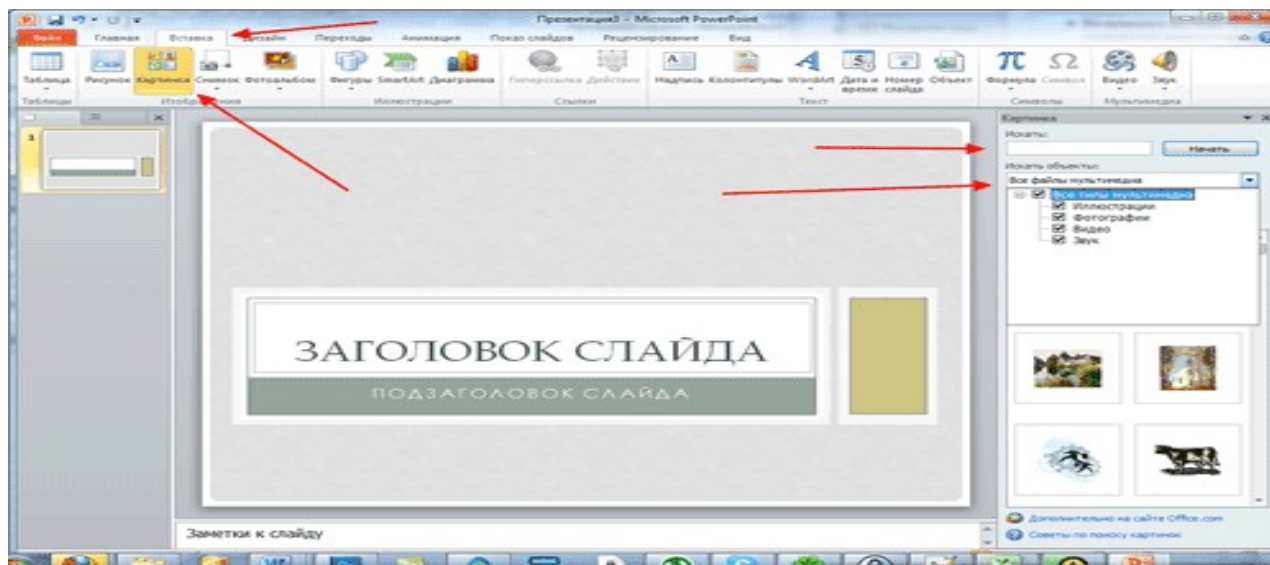 Презентация3 - Microsoft PowerPoint
Файл Главная Вставка Дизайн Переходы Анимация Показ слайдов Рецензирование Вид
Таблица Рисунок Картинка Снимок Фотоальбом Фигуры SmartArt Диаграмма Гиперссылка Действие Надпись Колонтитулы WordArt Дата и время Номер слайда Объект Формула Символ Видео Звук
Таблицы Изображения Иллюстрации Ссылки Текст Символы Мультимедиа
Картинка
Искать:
Начать
Искать объекты:
Все файлы мультимедиа
Все типы мультимедиа
Иллюстрации
Фотографии
Видео
Звук
1
ЗАГОЛОВОК СЛАЙДА
ПОДЗАГОЛОВОК СЛАЙДА
Заметки к слайду
Дополнительно на сайте Office.com
Советы по поиску картинок